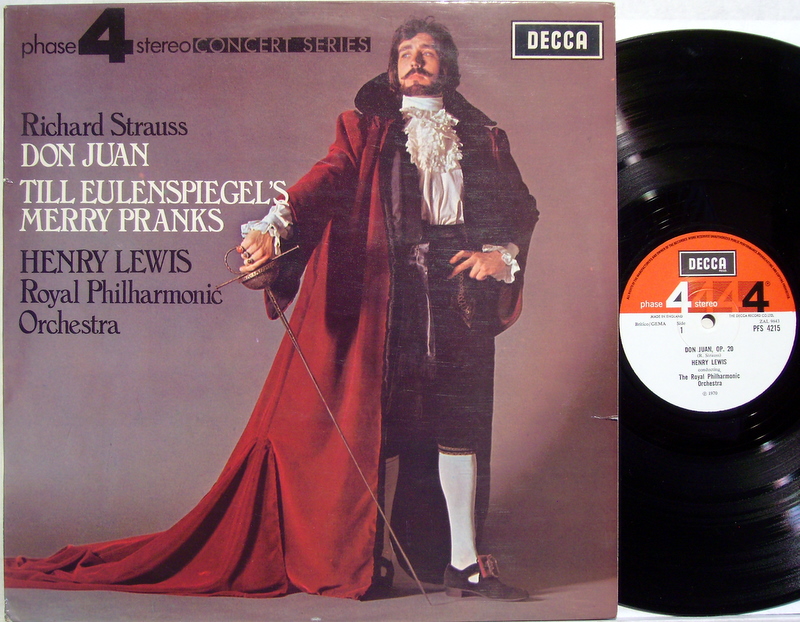 phase 4 stereo CONCERT SERIES
DECCA
Richard Strauss
DON JUAN
TILL EULENSPIEGEL'S
MERRY PRANKS
HENRY LEWIS
Royal Philharmonic
Orchestra
DECCA
phase 4 stereo 4
MADE IN ENGLAND
THE DECCA RECORD CO. LTD.
Side
1
ZAL 9643
PFS 4215
DON JUAN, OP. 20
(R. Strauss)
HENRY LEWIS
conducting
The Royal Philharmonic
Orchestra
℗ 1970